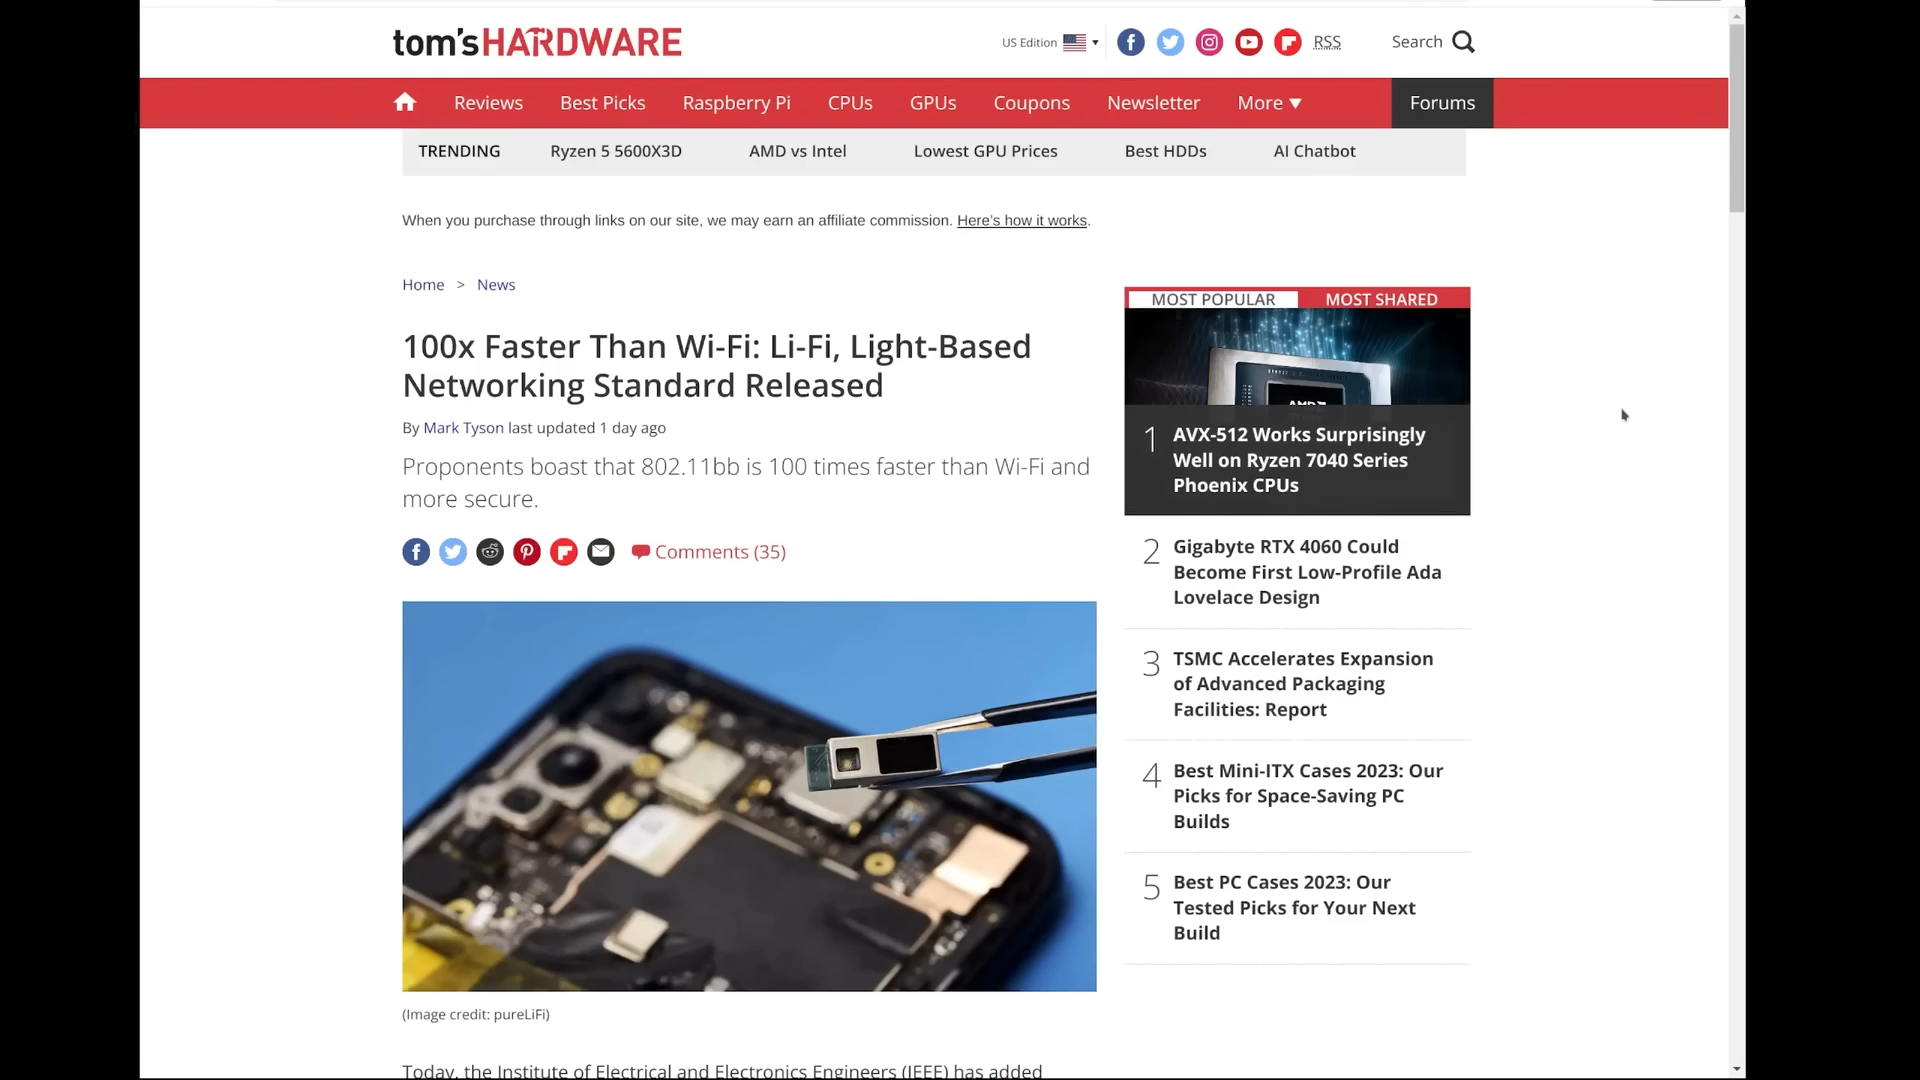 tom'sHARDWARE
US Edition
RSS
Search
Reviews
Best Picks
Raspberry Pi
CPUs
GPUs
Coupons
Newsletter
More ▼
Forums
TRENDING
Ryzen 5 5600X3D
AMD vs Intel
Lowest GPU Prices
Best HDDs
AI Chatbot
When you purchase through links on our site, we may earn an affiliate commission. Here's how it works.
Home > News
100x Faster Than Wi-Fi: Li-Fi, Light-Based
Networking Standard Released
By Mark Tyson last updated 1 day ago
Proponents boast that 802.11bb is 100 times faster than Wi-Fi and
more secure.
Comments (35)
(Image credit: pureLiFi)
Today, the Institute of Electrical and Electronics Engineers (IEEE) has added
MOST POPULAR
MOST SHARED
AMD
1
AVX-512 Works Surprisingly
Well on Ryzen 7040 Series
Phoenix CPUs
2
Gigabyte RTX 4060 Could
Become First Low-Profile Ada
Lovelace Design
3
TSMC Accelerates Expansion
of Advanced Packaging
Facilities: Report
4
Best Mini-ITX Cases 2023: Our
Picks for Space-Saving PC
Builds
5
Best PC Cases 2023: Our
Tested Picks for Your Next
Build